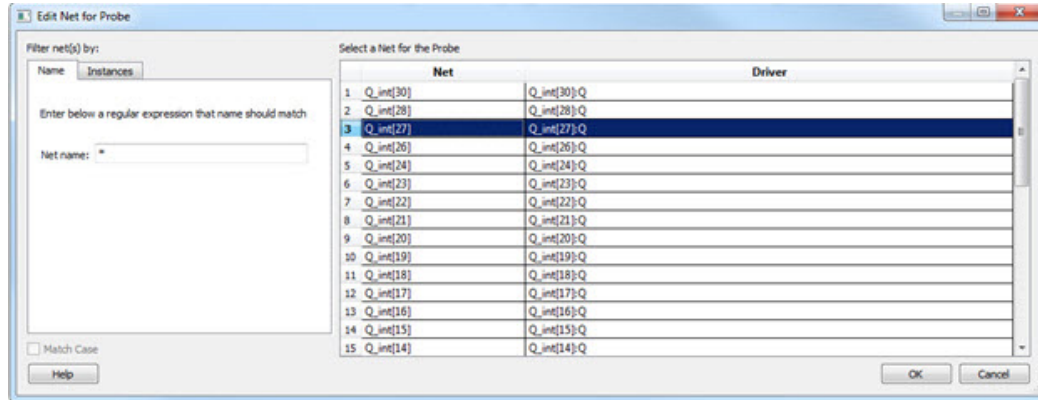 Edit Net for Probe
Filter net(s) by:
Name Instances
Enter below a regular expression that name should match
Net name: *
Match Case
Help
Select a Net for the Probe
Net Driver
1 Q_int[30] Q_int[30]:Q
2 Q_int[28] Q_int[28]:Q
3 Q_int[27] Q_int[27]:Q
4 Q_int[26] Q_int[26]:Q
5 Q_int[24] Q_int[24]:Q
6 Q_int[23] Q_int[23]:Q
7 Q_int[22] Q_int[22]:Q
8 Q_int[21] Q_int[21]:Q
9 Q_int[20] Q_int[20]:Q
10 Q_int[19] Q_int[19]:Q
11 Q_int[18] Q_int[18]:Q
12 Q_int[17] Q_int[17]:Q
13 Q_int[16] Q_int[16]:Q
14 Q_int[15] Q_int[15]:Q
15 Q_int[14] Q_int[14]:Q
OK Cancel